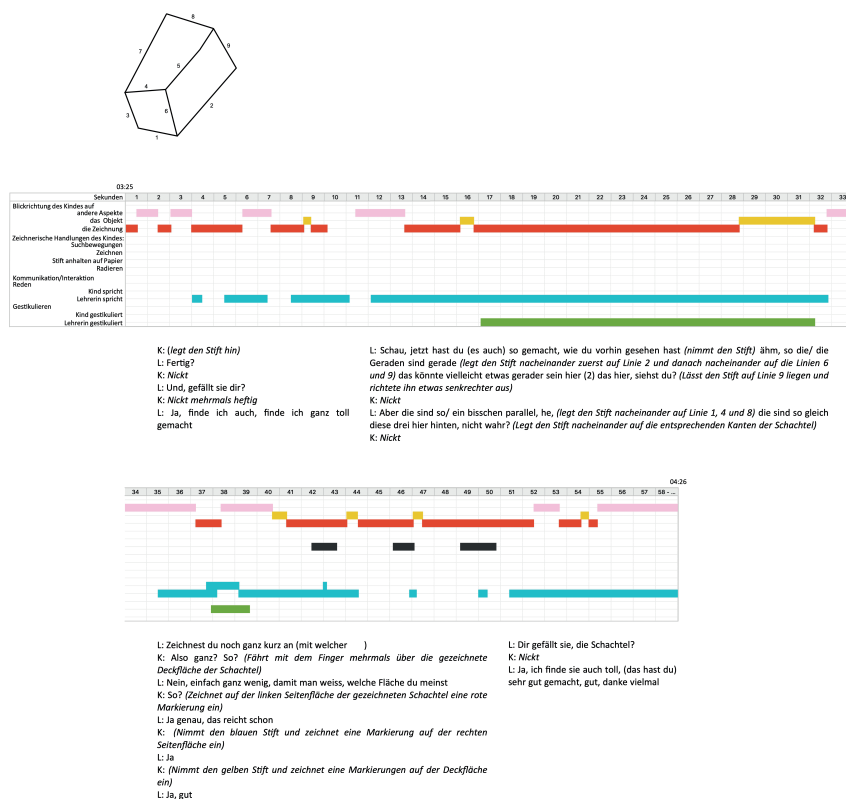 8
7
9
5
4
2
3
6
1
03:25
Sekunden 1 2 3 4 5 6 7 8 9 10 11 12 13 14 15 16 17 18 19 20 21 22 23 24 25 26 27 28 29 30 31 32 33
Blickrichtung des Kindes auf
andere Aspekte
das Objekt
die Zeichnung
Zeichnerische Handlungen des Kindes:
Suchbewegungen
Zeichnen
Stift anhalten auf Papier
Radieren
Kommunikation/Interaktion
Reden
Kind spricht
Lehrerin spricht
Gestikulieren
Kind gestikuliert
Lehrerin gestikuliert
K: (legt den Stift hin)
L: Fertig?
K: Nickt
L: Und, gefällt sie dir?
K: Nickt mehrmals heftig
L: Ja, finde ich auch, finde ich ganz toll
gemacht
L: Schau, jetzt hast du (es auch) so gemacht, wie du vorhin gesehen hast (nimmt den Stift) ähm, so die/ die
Geraden sind gerade (legt den Stift nacheinander zuerst auf Linie 2 und danach nacheinander auf die Linien 6
und 9) das könnte vielleicht etwas gerader sein hier (2) das hier, siehst du? (Lässt den Stift auf Linie 9 liegen und
richtete ihn etwas senkrechter aus)
K: Nickt
L: Aber die sind so/ ein bisschen parallel, he, (legt den Stift nacheinander auf Linie 1, 4 und 8) die sind so gleich
diese drei hier hinten, nicht wahr? (Legt den Stift nacheinander auf die entsprechenden Kanten der Schachtel)
K: Nickt
04:26
34 35 36 37 38 39 40 41 42 43 44 45 46 47 48 49 50 51 52 53 54 55 56 57 58 - ...
L: Zeichnest du noch ganz kurz an (mit welcher )
K: Also ganz? So? (Fährt mit dem Finger mehrmals über die gezeichnete
Deckfläche der Schachtel)
L: Nein, einfach ganz wenig, damit man weiss, welche Fläche du meinst
K: So? (Zeichnet auf der linken Seitenfläche der gezeichneten Schachtel eine rote
Markierung ein)
L: Ja genau, das reicht schon
K: (Nimmt den blauen Stift und zeichnet eine Markierung auf der rechten
Seitenfläche ein)
L: Ja
K: (Nimmt den gelben Stift und zeichnet eine Markierungen auf der Deckfläche
ein)
L: Ja, gut
L: Dir gefällt sie, die Schachtel?
K: Nickt
L: Ja, ich finde sie auch toll, (das hast du)
sehr gut gemacht, gut, danke vielmal